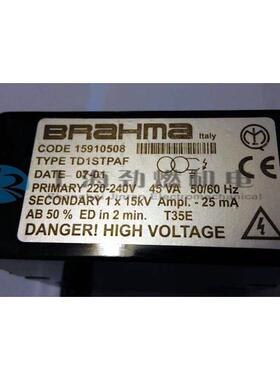 BRAHMA Italy
CODE 15910508
TYPE TD1STPAF
DATE 07-01
PRIMARY 220-240V 45 VA 50/60 Hz
SECONDARY 1 x 15kV Ampl. - 25 mA
AB 50 % ED in 2 min. T35E
DANGER! HIGH VOLTAGE